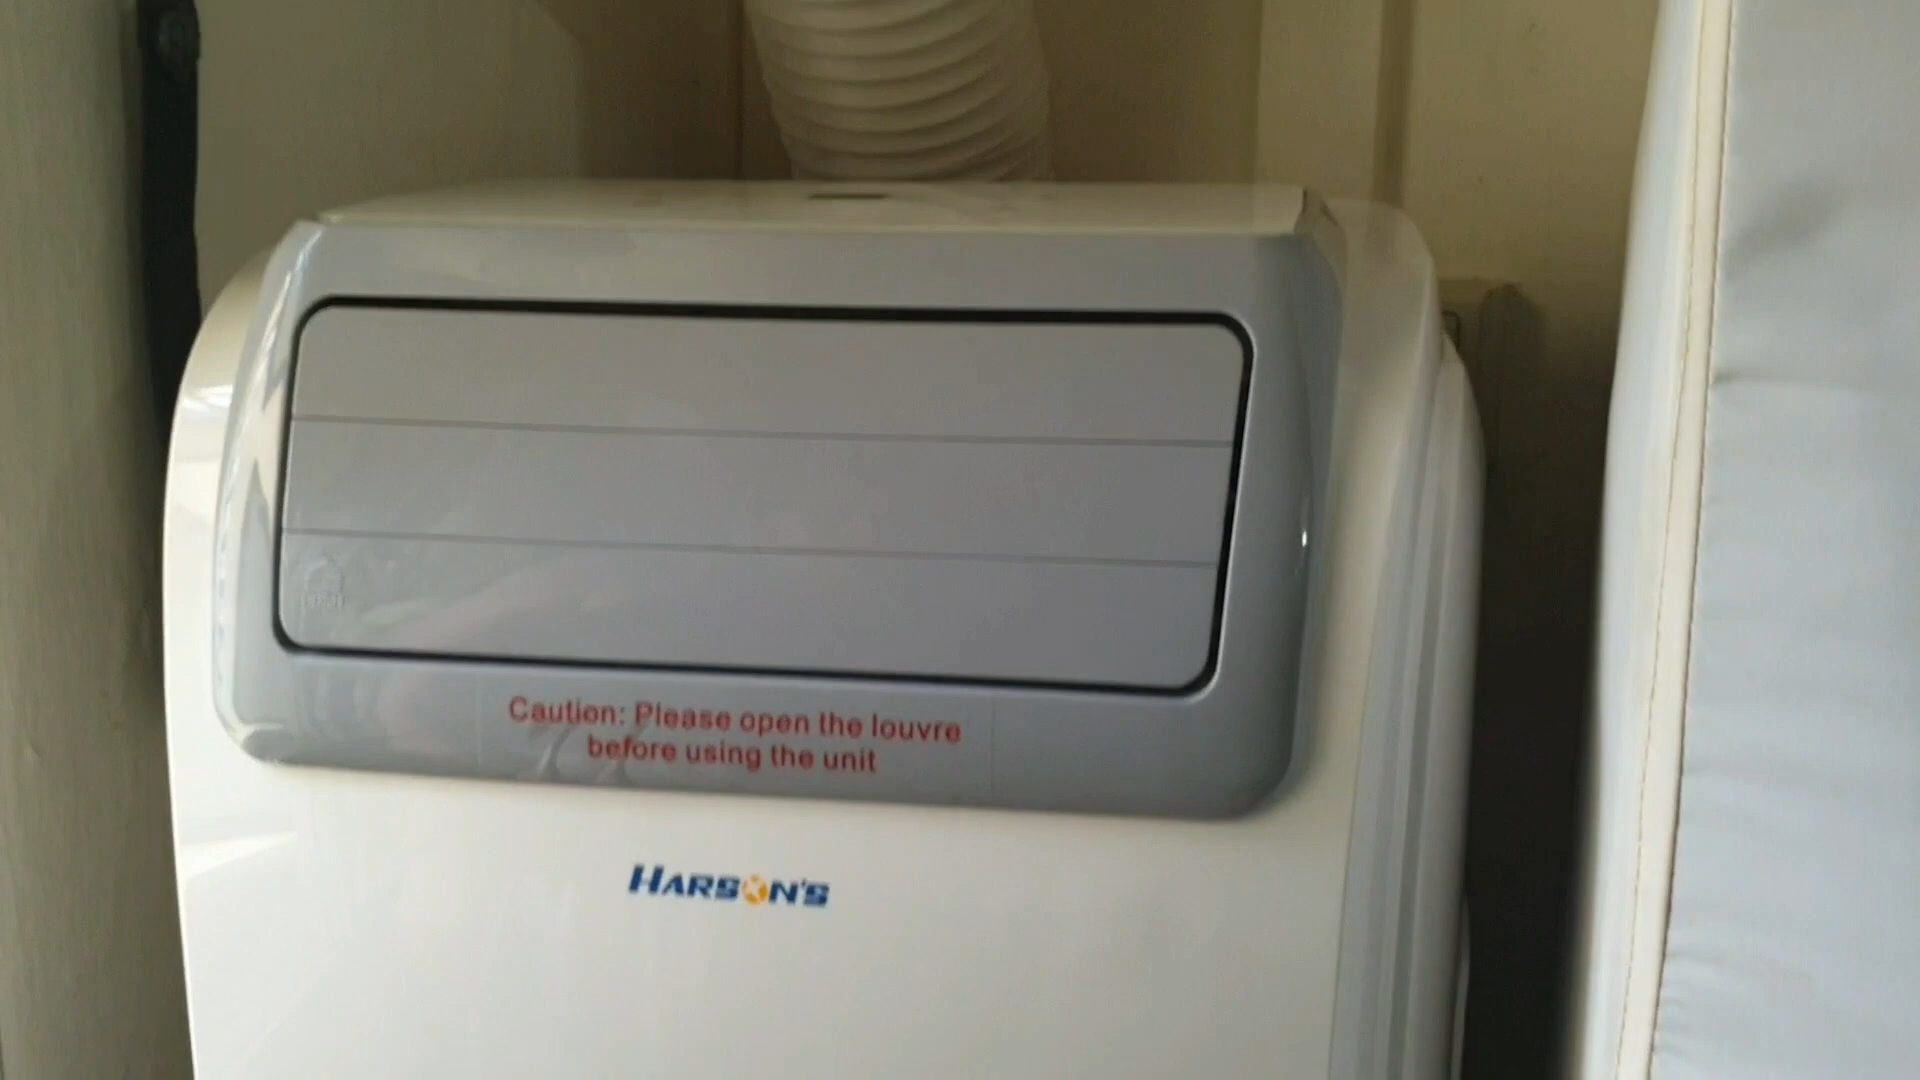 Caution: Please open the louvre
before using the unit
HARSON'S